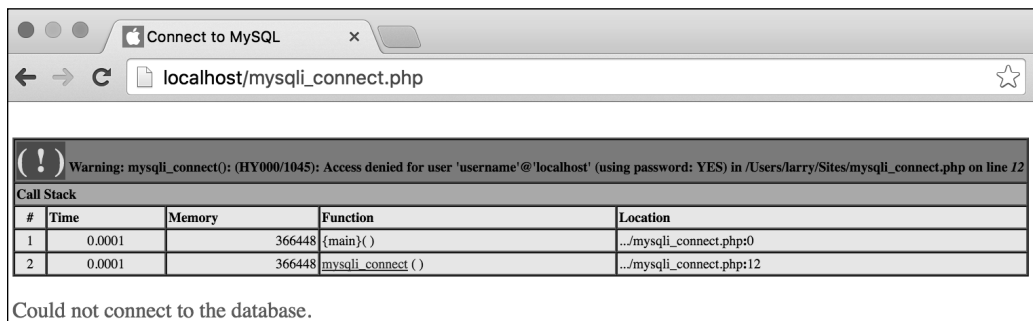 Connect to MySQL ×
localhost/mysqli_connect.php
( ! ) Warning: mysqli_connect(): (HY000/1045): Access denied for user 'username'@'localhost' (using password: YES) in /Users/larry/Sites/mysqli_connect.php on line 12
Call Stack
# Time Memory Function Location
1 0.0001 366448 {main}( ) .../mysqli_connect.php:0
2 0.0001 366448 mysqli_connect ( ) .../mysqli_connect.php:12
Could not connect to the database.